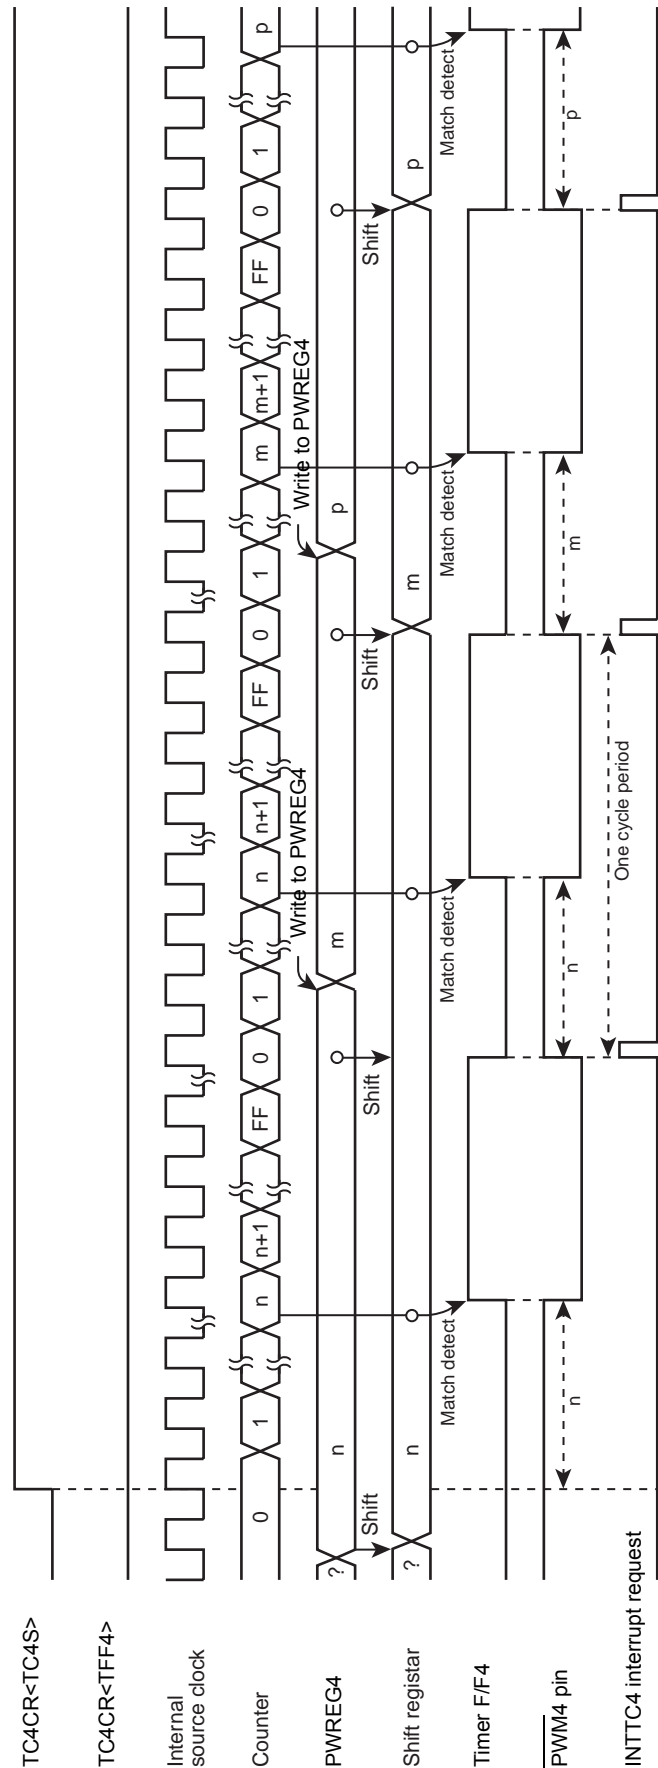 TC4CR<TC4S>
TC4CR<TFF4>
Internal
source clock
Counter
0
1
n
n+1
FF
0
1
n
n+1
FF
0
1
m
m+1
FF
0
1
p
Write to PWREG4
Write to PWREG4
PWREG4
?
n
m
p
Shift
Shift
Shift
Shift
Shift registar
?
n
m
p
Match detect
Match detect
Match detect
Match detect
Timer F/F4
PWM4 pin
n
n
m
p
One cycle period
INTTC4 interrupt request